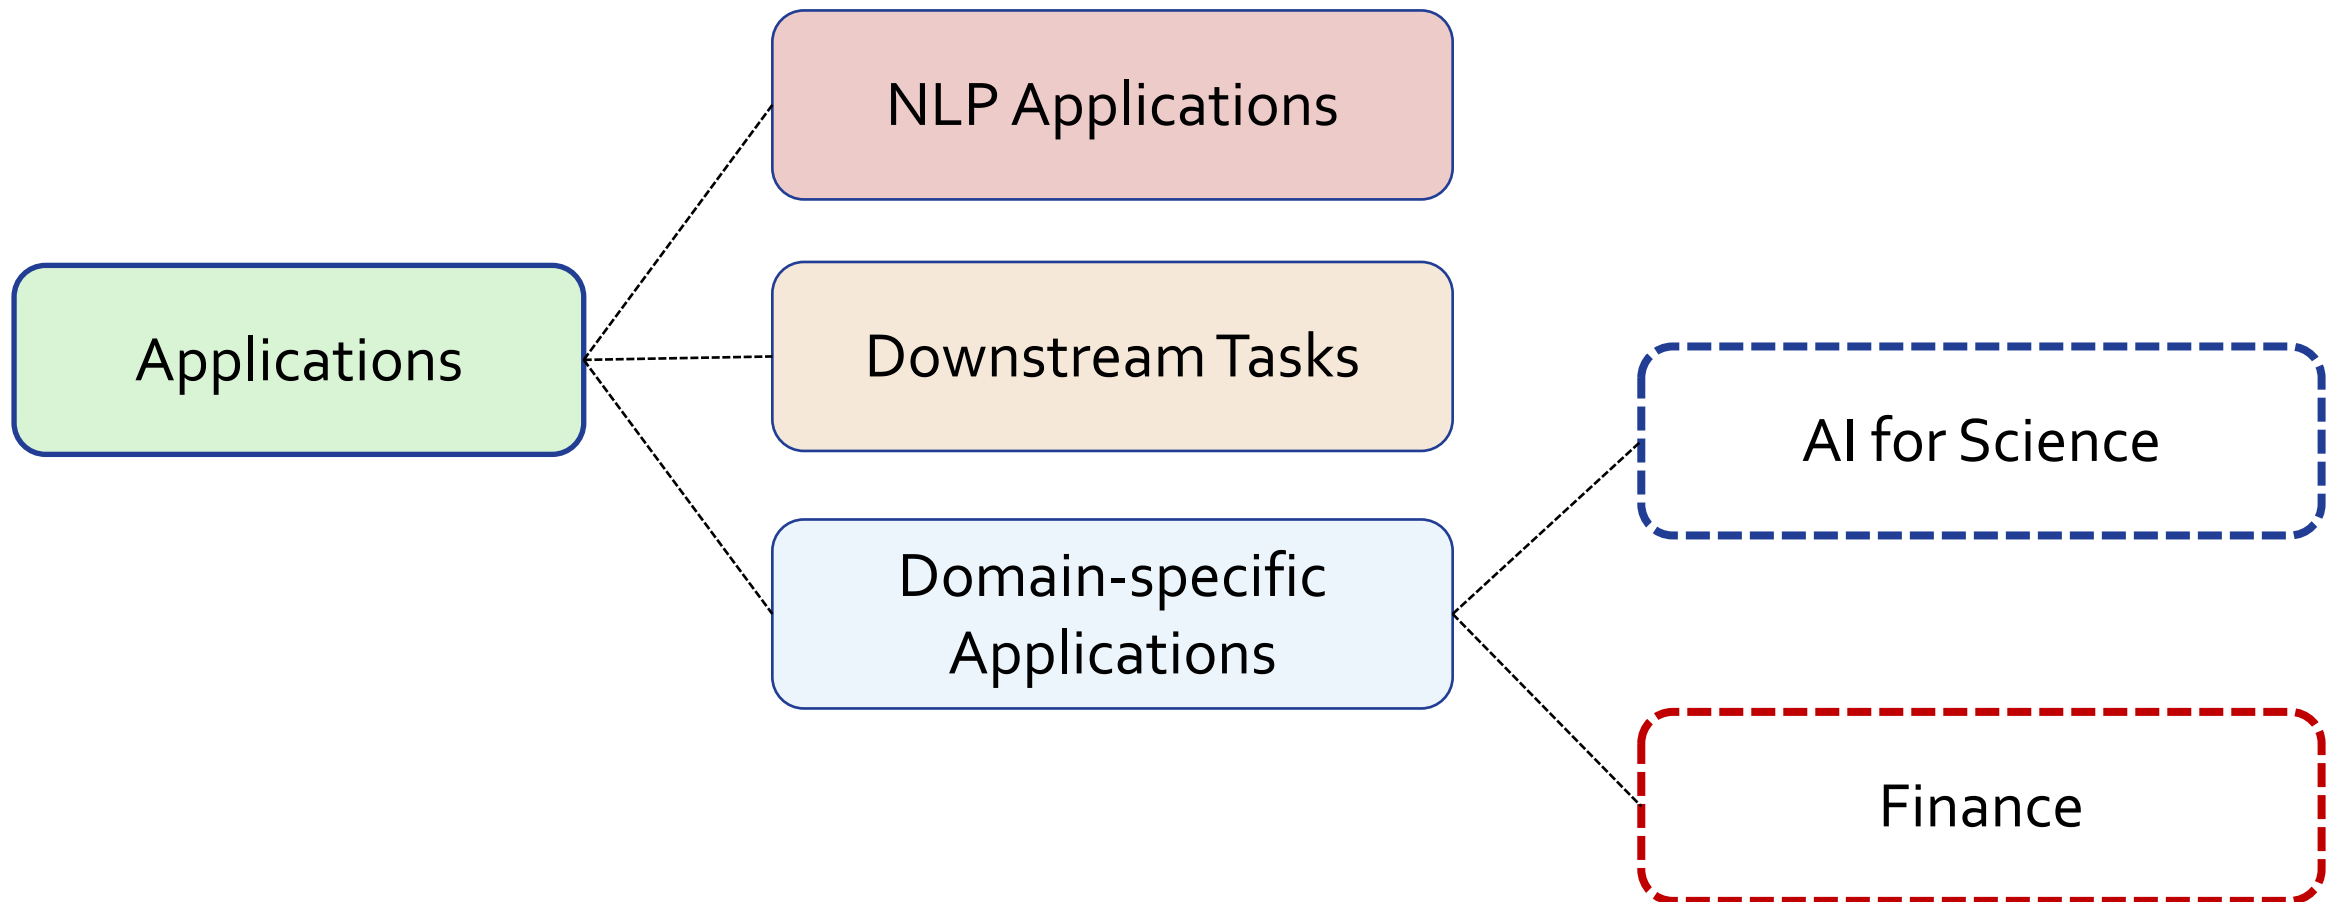 NLP Applications
Applications
Downstream Tasks
AI for Science
Domain-specific
Applications
Finance